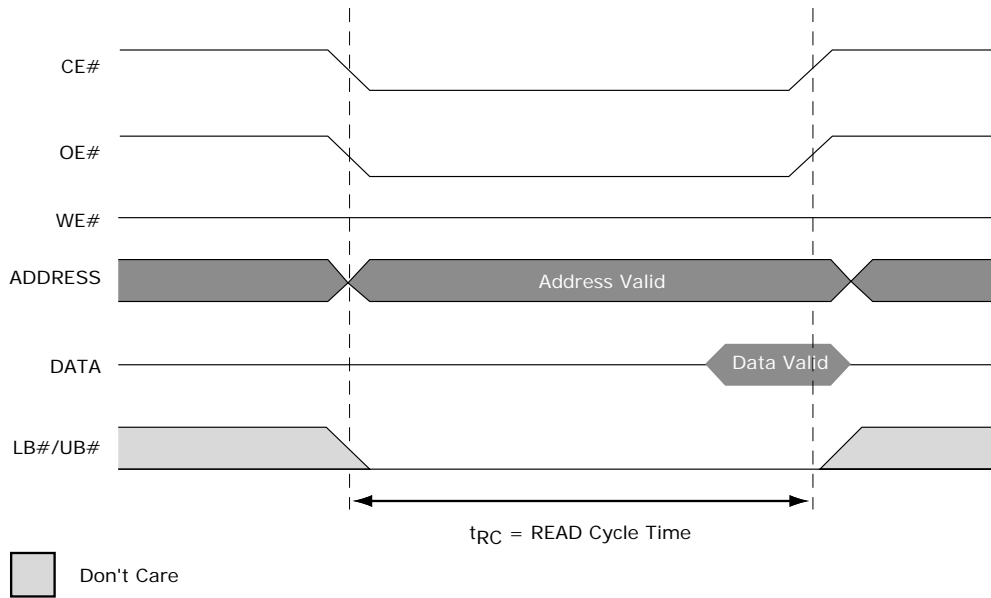 CE#
OE#
WE#
ADDRESS
Address Valid
DATA
Data Valid
LB#/UB#
tRC = READ Cycle Time
Don't Care